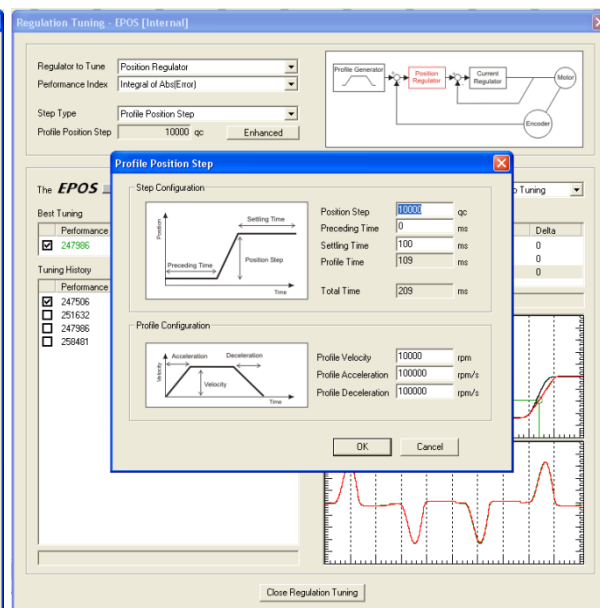 Regulation Tuning - EPOS [Internal]
Regulator to Tune Position Regulator
Performance Index Integral of Abs(Error)
Step Type Profile Position Step
Profile Position Step 10000 qc Enhanced
Profile Generator
Position Regulator
Current Regulator
Motor
Encoder
Profile Position Step
The EPOS
Tuning
Best Tuning
Performance
247986
Tuning History
Performance
247506
251632
247986
258481
Delta
0
0
0
Step Configuration
Position
Settling Time
Preceding Time
Position Step
Time
Position Step 10000 qc
Preceding Time 0 ms
Settling Time 100 ms
Profile Time 109 ms
Total Time 209 ms
Profile Configuration
Velocity
Acceleration Deceleration
Velocity
Time
Profile Velocity 10000 rpm
Profile Acceleration 100000 rpm/s
Profile Deceleration 100000 rpm/s
OK Cancel
Close Regulation Tuning